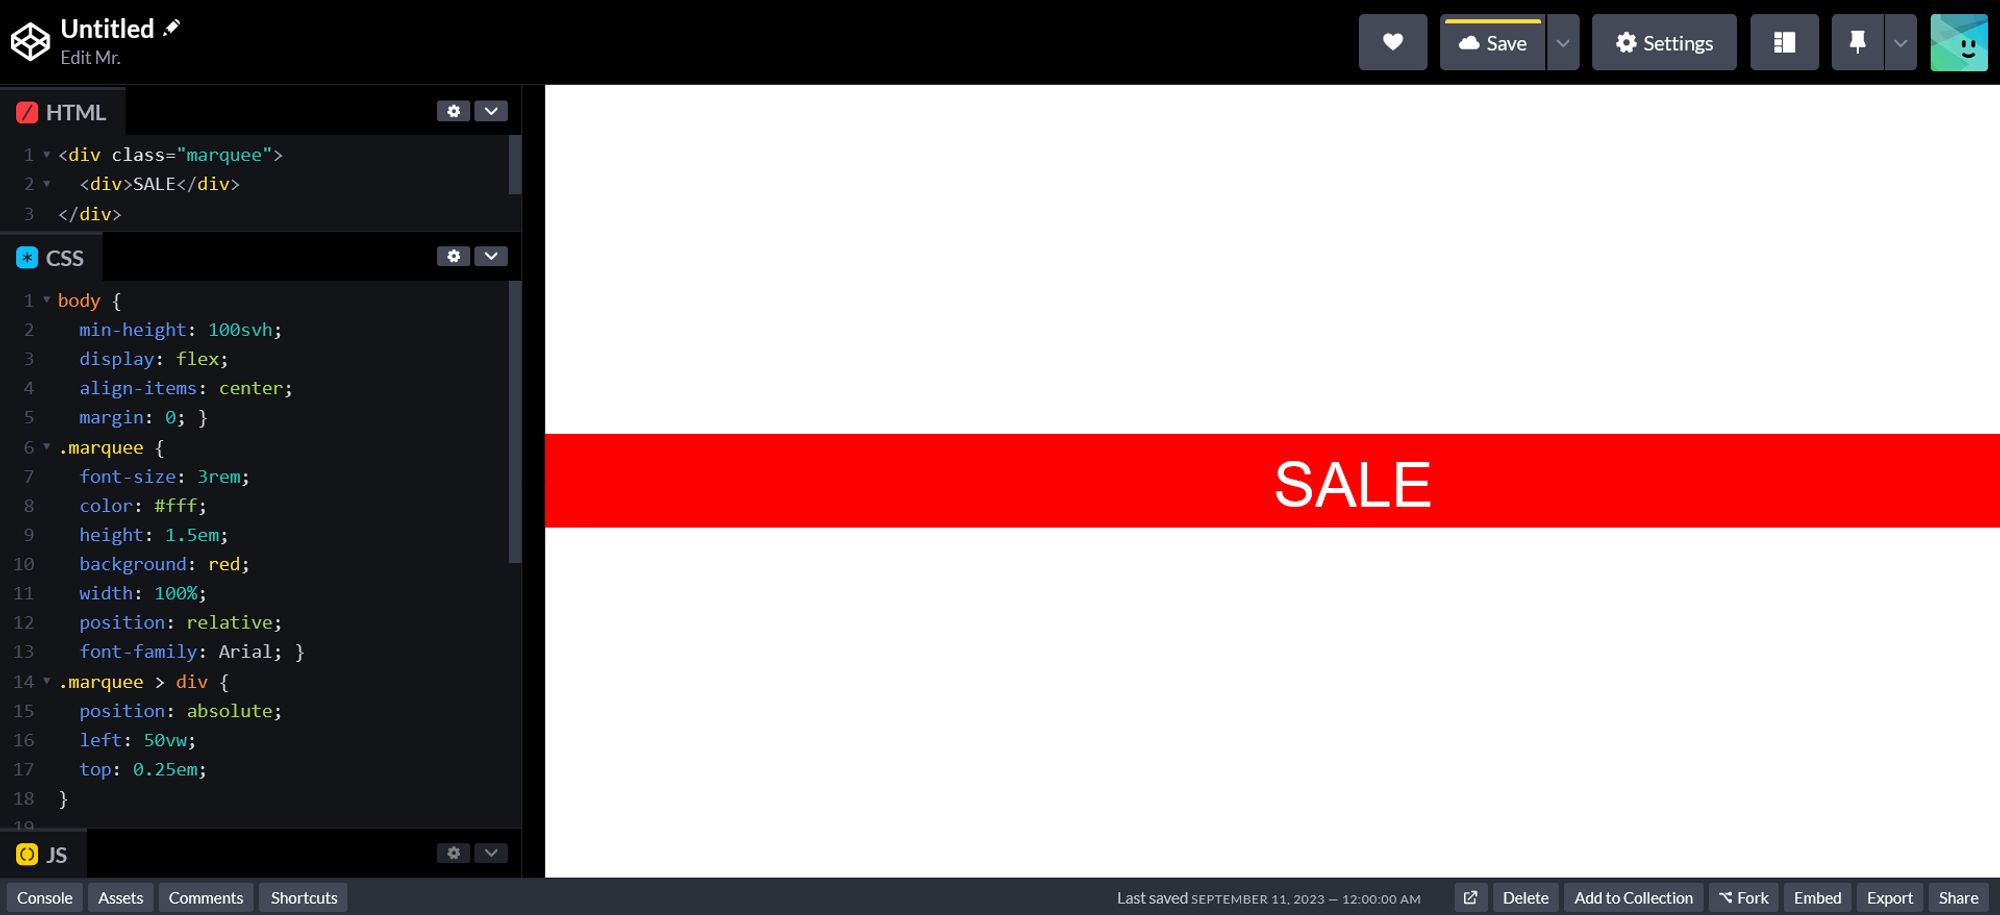 Untitled
Edit Mr.
Save
Settings
HTML
1 <div class="marquee">
2 <div>SALE</div>
3 </div>
CSS
1 body {
2 min-height: 100svh;
3 display: flex;
4 align-items: center;
5 margin: 0; }
6 .marquee {
7 font-size: 3rem;
8 color: #fff;
9 height: 1.5em;
10 background: red;
11 width: 100%;
12 position: relative;
13 font-family: Arial; }
14 .marquee > div {
15 position: absolute;
16 left: 50vw;
17 top: 0.25em;
18 }
19
JS
SALE
Console Assets Comments Shortcuts
Last saved SEPTEMBER 11, 2023 — 12:00:00 AM
Delete Add to Collection Fork Embed Export Share